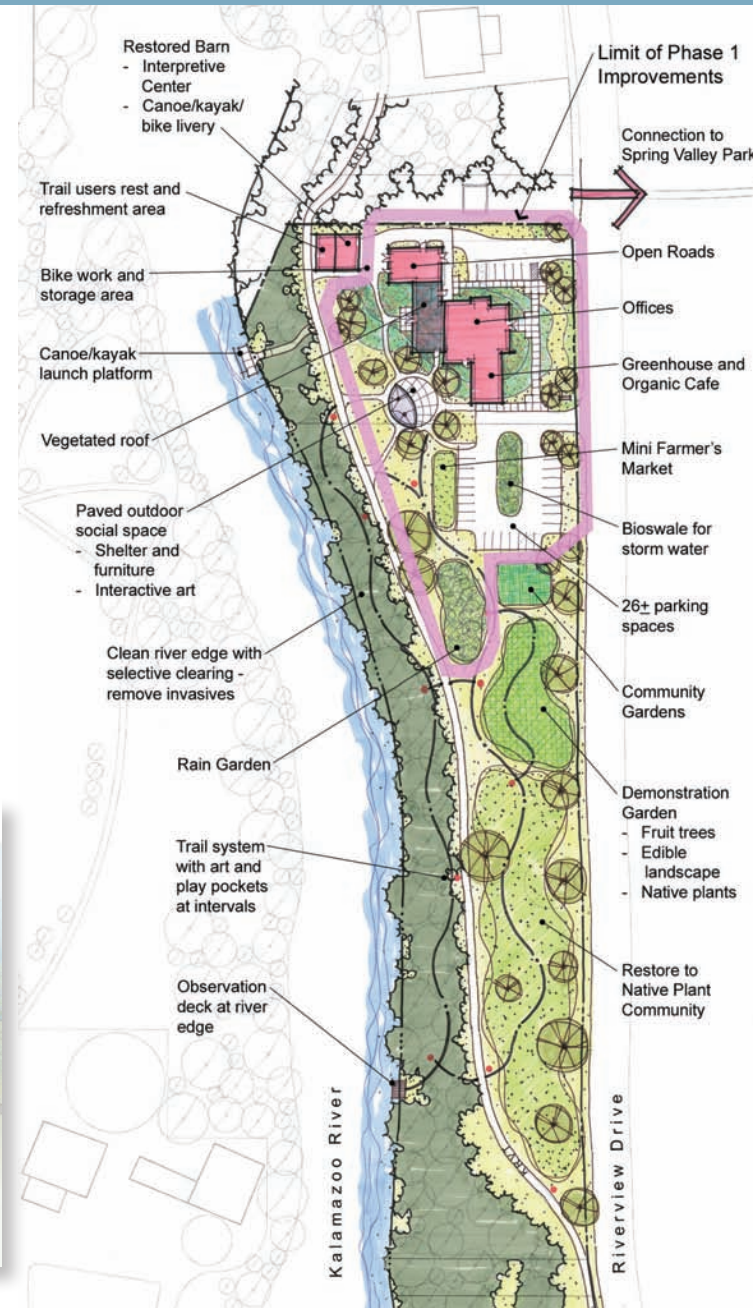 Restored Barn
- Interpretive
Center
- Canoe/kayak/
bike livery
Trail users rest and
refreshment area
Bike work and
storage area
Canoe/kayak
launch platform
Vegetated roof
Paved outdoor
social space
- Shelter and
furniture
- Interactive art
Clean river edge with
selective clearing -
remove invasives
Rain Garden
Trail system
with art and
play pockets
at intervals
Observation
deck at river
edge
Limit of Phase 1
Improvements
Connection to
Spring Valley Park
Open Roads
Offices
Greenhouse and
Organic Cafe
Mini Farmer's
Market
Bioswale for
storm water
26± parking
spaces
Community
Gardens
Demonstration
Garden
- Fruit trees
- Edible
landscape
- Native plants
Restore to
Native Plant
Community
KRVT
KRVT
Kalamazoo River
Riverview Drive